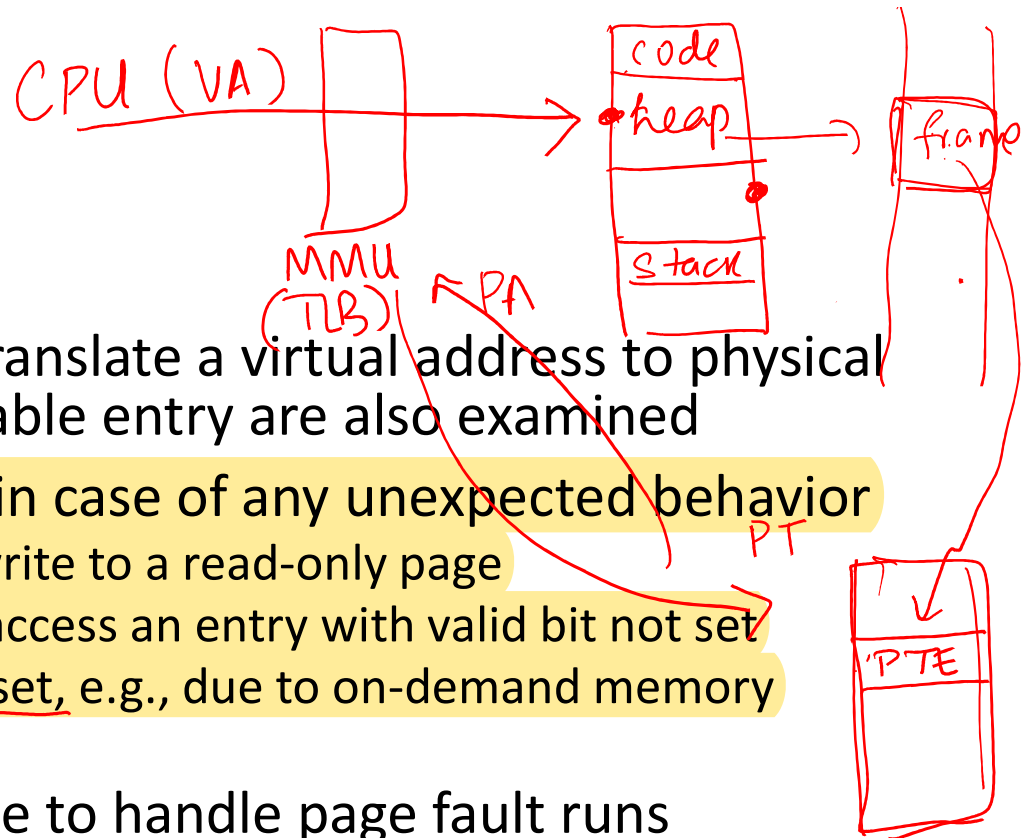 CPU (VA)
code
heap
frame
stack
MMU
(TLB)
PA
ranslate a virtual address to physical
able entry are also examined
in case of any unexpected behavior
PT
write to a read-only page
access an entry with valid bit not set
PTE
set, e.g., due to on-demand memory
e to handle page fault runs